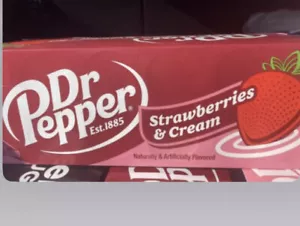 Dr
Pepper
Est.1885
Strawberries
& Cream
Naturally & Artificially Flavored